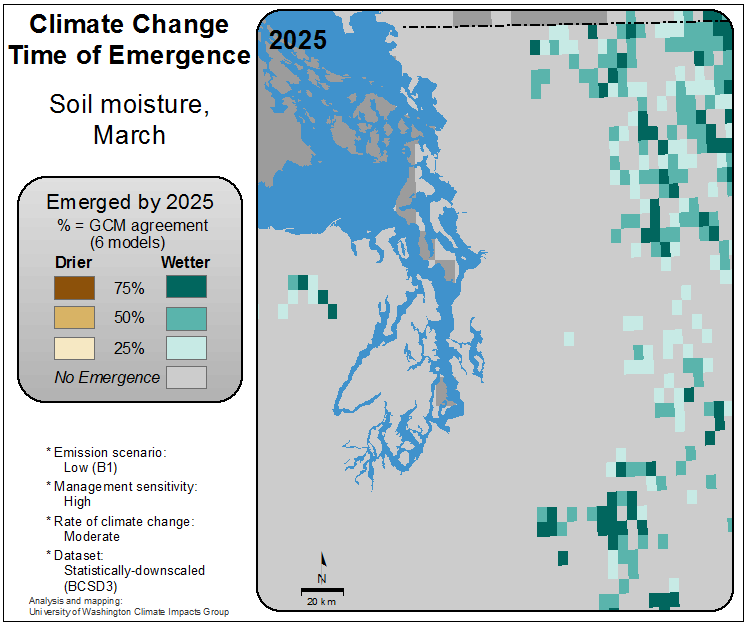 Climate Change
Time of Emergence
Soil moisture,
March
Emerged by 2025
% = GCM agreement
(6 models)
Drier Wetter
75%
50%
25%
No Emergence
* Emission scenario:
Low (B1)
* Management sensitivity:
High
* Rate of climate change:
Moderate
* Dataset:
Statistically-downscaled
(BCSD3)
Analysis and mapping:
University of Washington Climate Impacts Group
2025
N
20 km